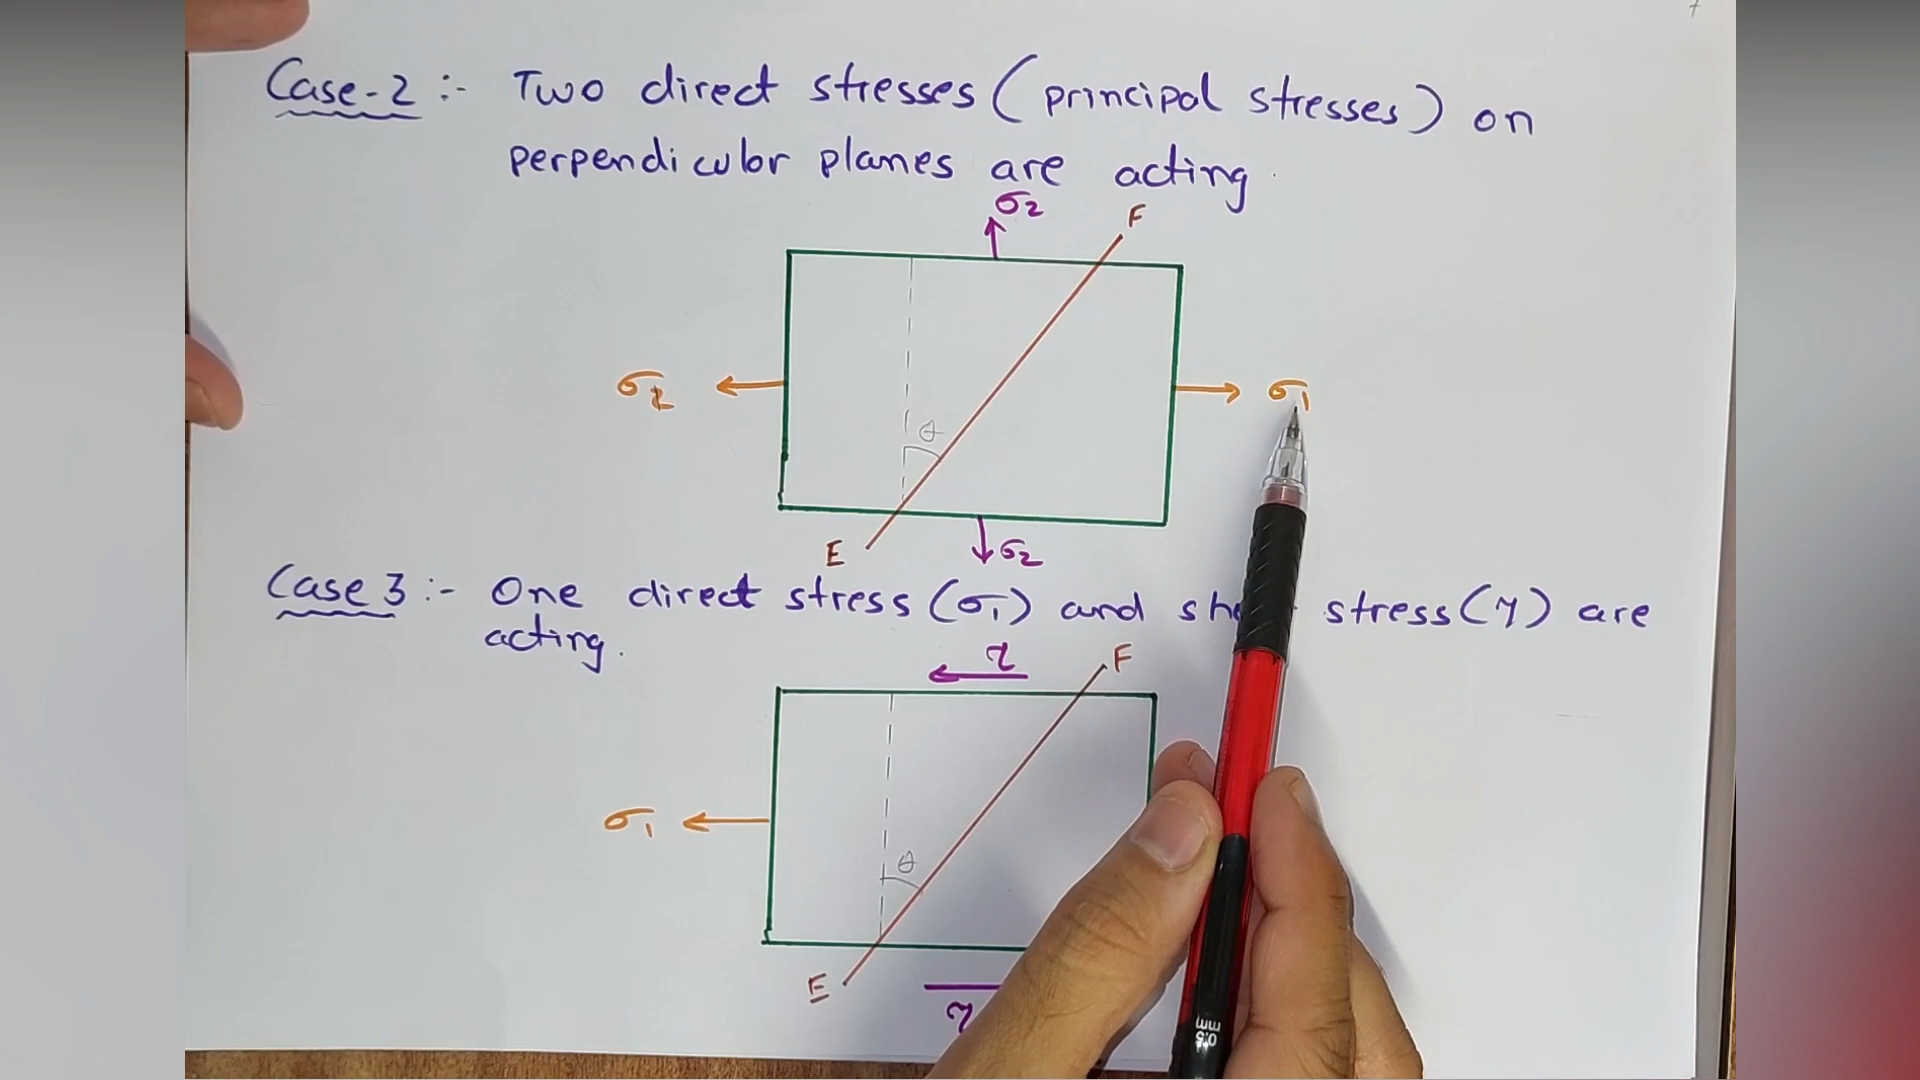 Case-2 :- Two direct stresses (principal stresses) on
perpendicular planes are acting.
σ2
F
σ2
σ1
θ
E
σ2
Case 3 :- One direct stress (σ1) and sh stress (τ) are
acting.
τ
F
σ1
θ
E
τ
0.5
mm